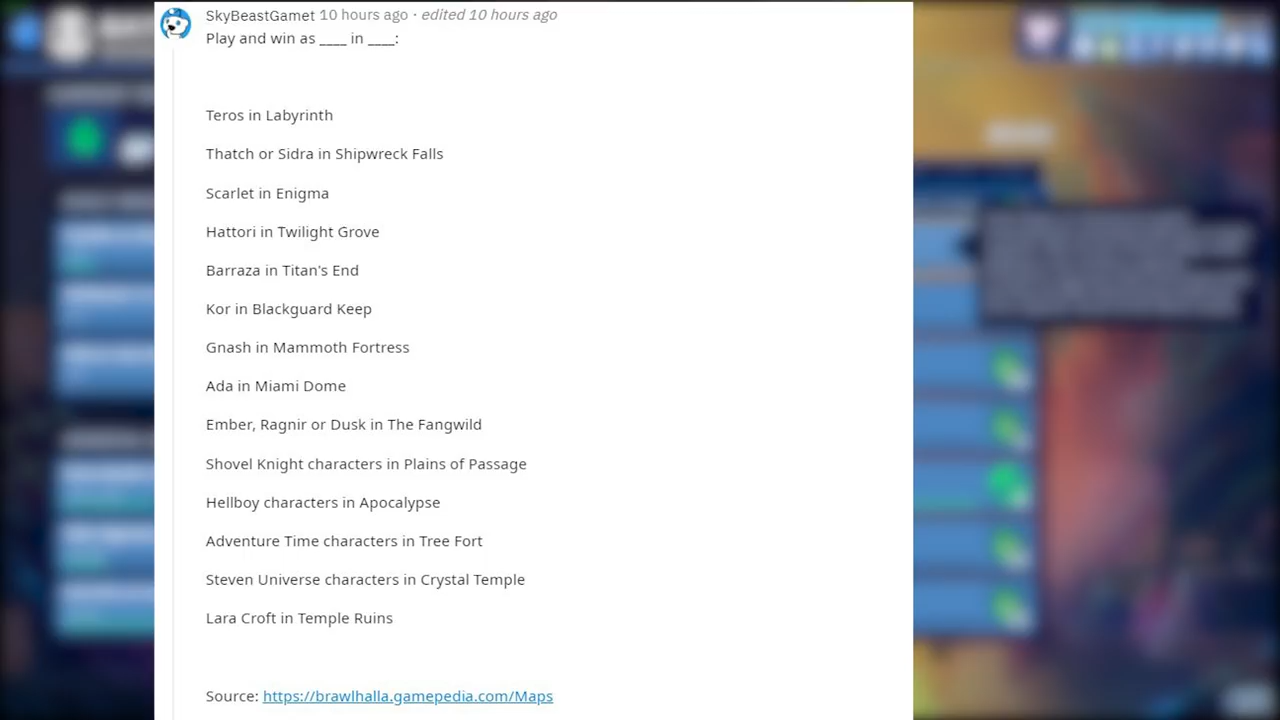 SkyBeastGamet 10 hours ago · edited 10 hours ago
Play and win as ____ in ____:
Teros in Labyrinth
Thatch or Sidra in Shipwreck Falls
Scarlet in Enigma
Hattori in Twilight Grove
Barraza in Titan's End
Kor in Blackguard Keep
Gnash in Mammoth Fortress
Ada in Miami Dome
Ember, Ragnir or Dusk in The Fangwild
Shovel Knight characters in Plains of Passage
Hellboy characters in Apocalypse
Adventure Time characters in Tree Fort
Steven Universe characters in Crystal Temple
Lara Croft in Temple Ruins
Source: https://brawlhalla.gamepedia.com/Maps